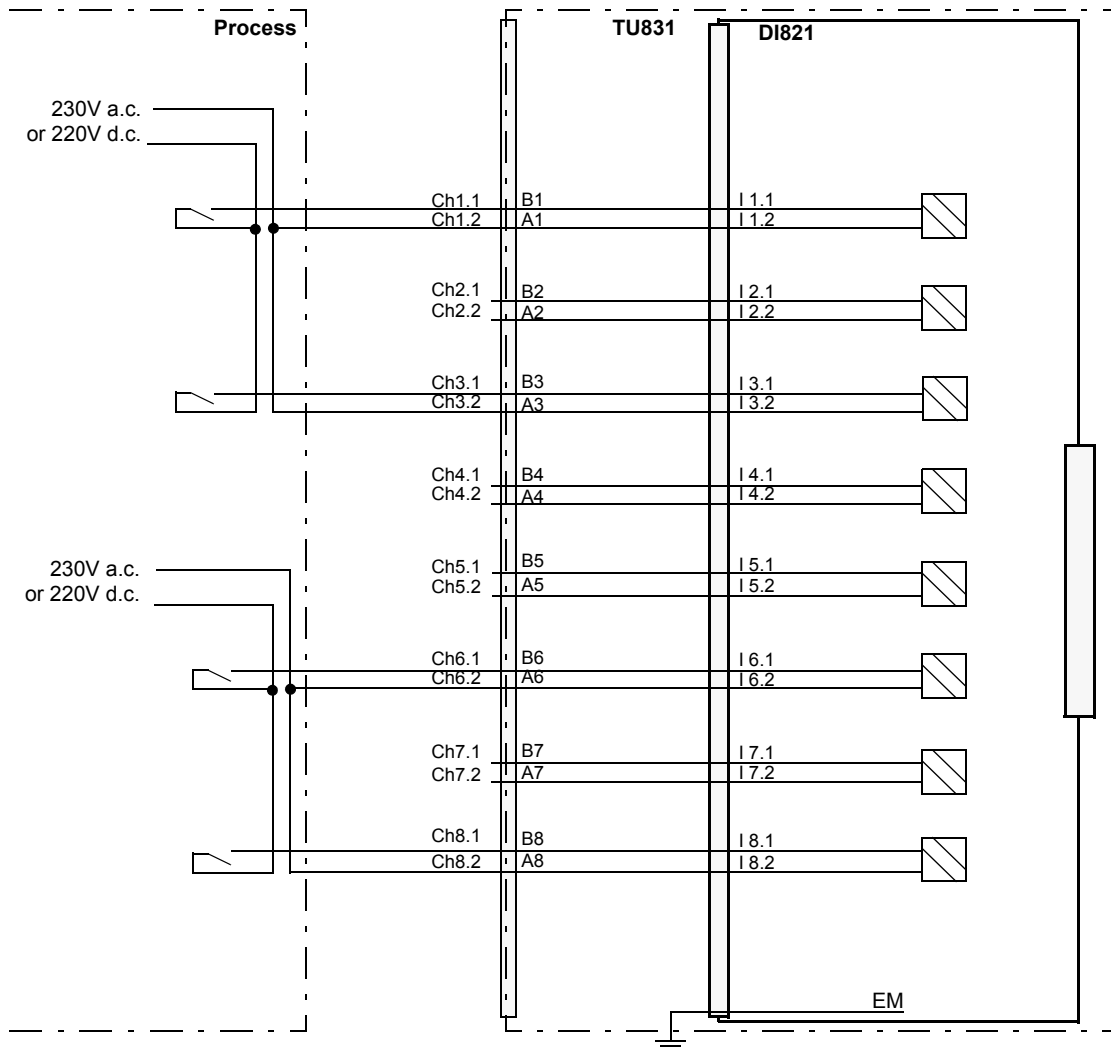 Process TU831 DI821
230V a.c.
or 220V d.c.
Ch1.1 B1 I 1.1
Ch1.2 A1 I 1.2
Ch2.1 B2 I 2.1
Ch2.2 A2 I 2.2
Ch3.1 B3 I 3.1
Ch3.2 A3 I 3.2
Ch4.1 B4 I 4.1
Ch4.2 A4 I 4.2
230V a.c.
or 220V d.c.
Ch5.1 B5 I 5.1
Ch5.2 A5 I 5.2
Ch6.1 B6 I 6.1
Ch6.2 A6 I 6.2
Ch7.1 B7 I 7.1
Ch7.2 A7 I 7.2
Ch8.1 B8 I 8.1
Ch8.2 A8 I 8.2
EM